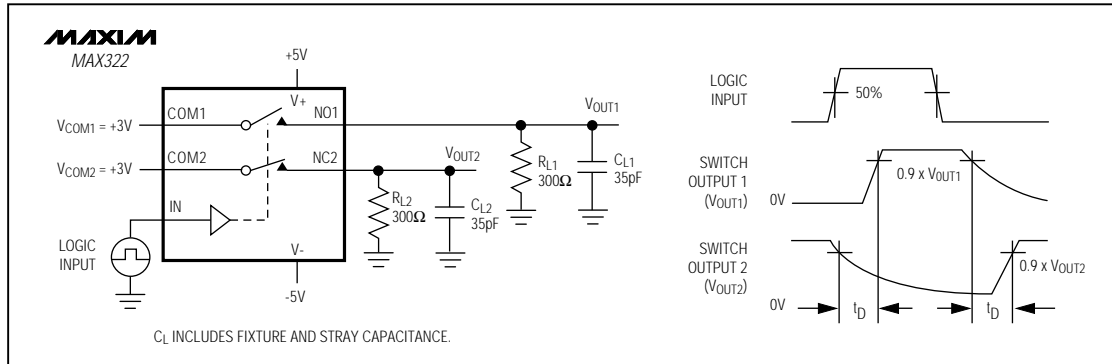 MAXIM
MAX322
+5V
COM1
V+
NO1
VOUT1
VCOM1 = +3V
COM2
NC2
VOUT2
VCOM2 = +3V
RL1
300Ω
CL1
35pF
RL2
300Ω
CL2
35pF
IN
LOGIC
INPUT
V-
-5V
CL INCLUDES FIXTURE AND STRAY CAPACITANCE.
LOGIC
INPUT
50%
SWITCH
OUTPUT 1
(VOUT1)
0V
0.9 x VOUT1
SWITCH
OUTPUT 2
(VOUT2)
0V
0.9 x VOUT2
tD
tD